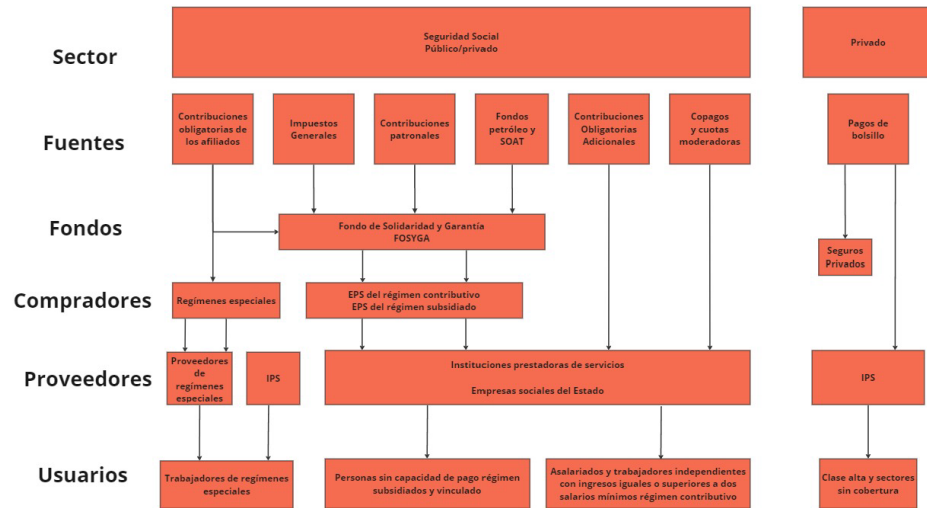 Sector
Seguridad Social
Público/privado
Privado
Fuentes
Contribuciones
obligatorias de
los afiliados
Impuestos
Generales
Contribuciones
patronales
Fondos
petróleo y
SOAT
Contribuciones
Obligatorias
Adicionales
Copagos
y cuotas
moderadoras
Pagos de
bolsillo
Fondos
Fondo de Solidaridad y Garantía
FOSYGA
Seguros
Privados
Compradores
Regímenes especiales
EPS del régimen contributivo
EPS del régimen subsidiado
Proveedores
Proveedores
de
regímenes
especiales
IPS
Instituciones prestadoras de servicios
Empresas sociales del Estado
IPS
Usuarios
Trabajadores de regímenes
especiales
Personas sin capacidad de pago régimen
subsidiados y vinculado
Asalariados y trabajadores independientes
con ingresos iguales o superiores a dos
salarios mínimos régimen contributivo
Clase alta y sectores
sin cobertura